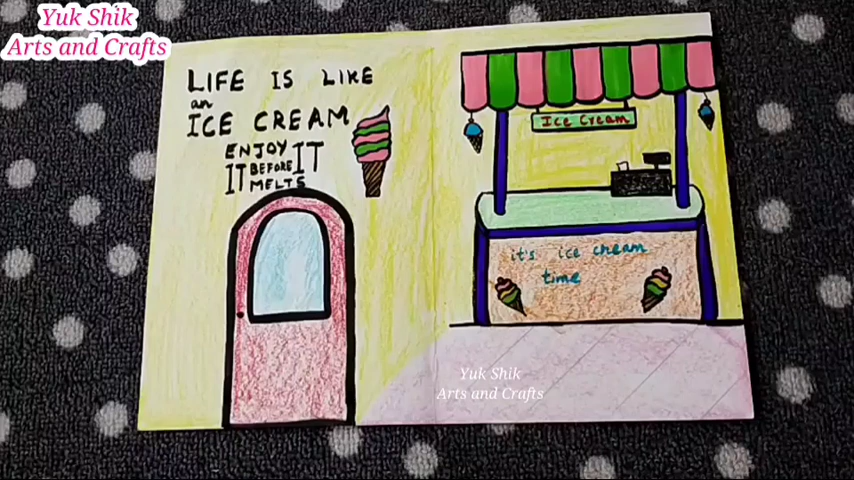 Yuk Shik
Arts and Crafts
LIFE IS LIKE
an
ICE CREAM
ENJOY IT
IT BEFORE
MELTS
Ice Cream
it's ice cheam
time
Yuk Shik
Arts and Crafts